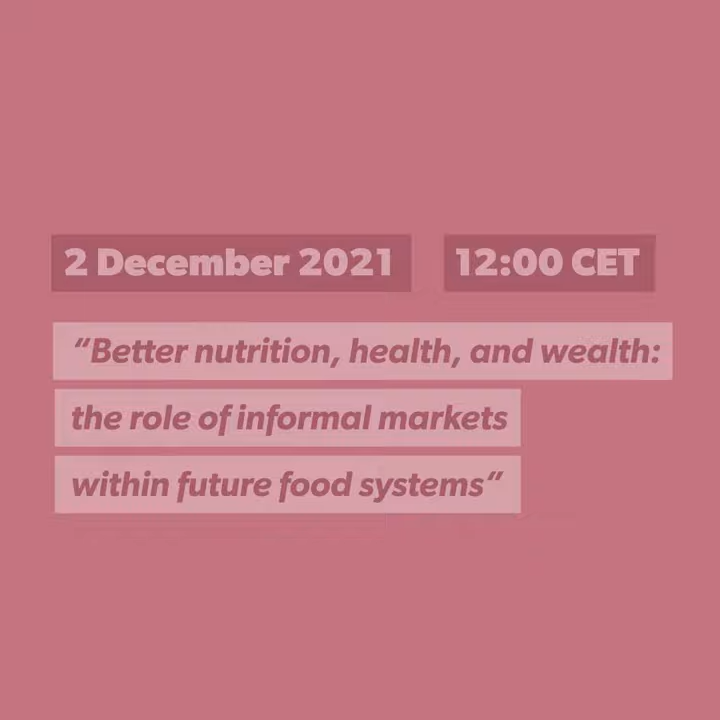 2 December 2021 12:00 CET
“Better nutrition, health, and wealth:
the role of informal markets
within future food systems”